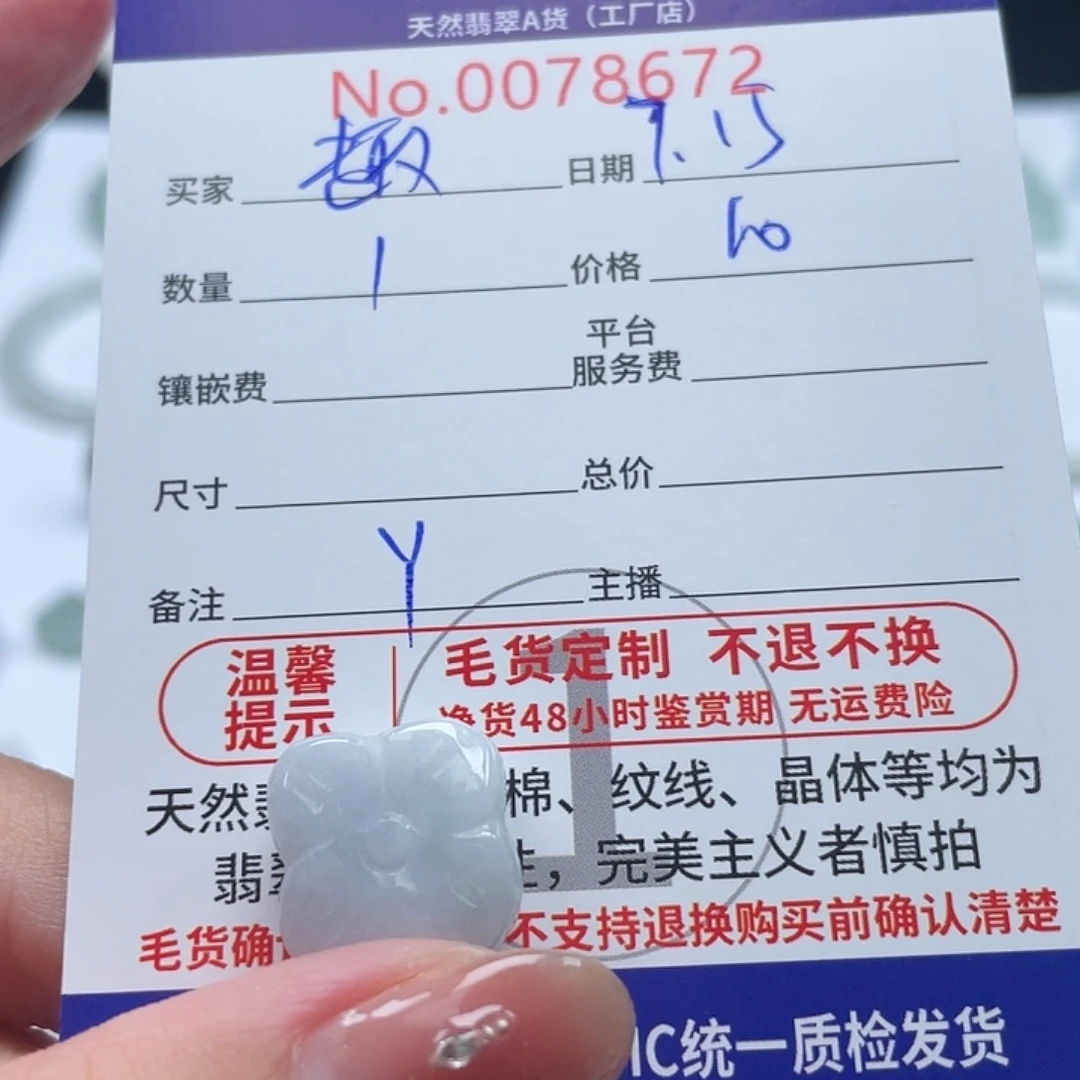 天然翡翠A货（工厂店）
No.0078672
买家 趣 日期 7.15
数量 1 价格
平台
镶嵌费 服务费
尺寸 总价
备注 Y 主播
温馨 毛货定制 不退不换
提示 净货48小时鉴赏期 无运费险
天然 棉、纹线、晶体等均为
翡 性，完美主义者慎拍
毛货确 不支持退换购买前确认清楚
IC统一质检发货
1